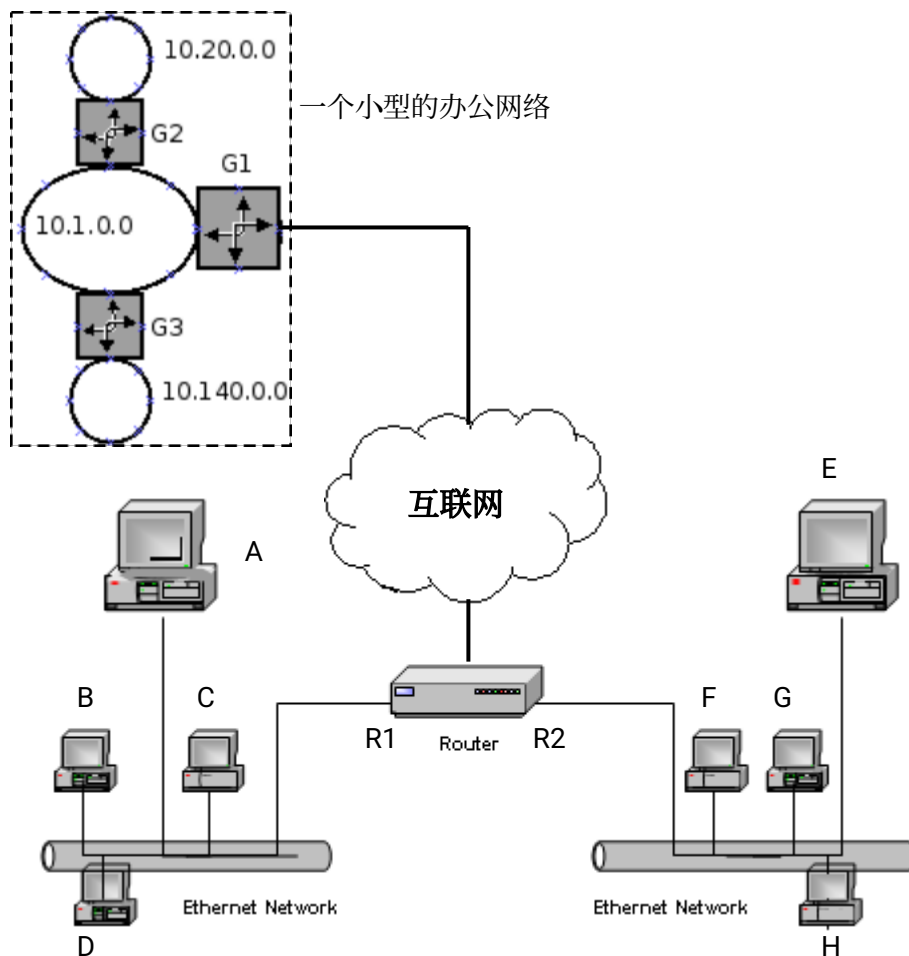 10.20.0.0
一个小型的办公网络
G2
G1
10.1.0.0
G3
10.140.0.0
互联网
E
A
B
C
F
G
R1
Router
R2
Ethernet Network
Ethernet Network
D
H